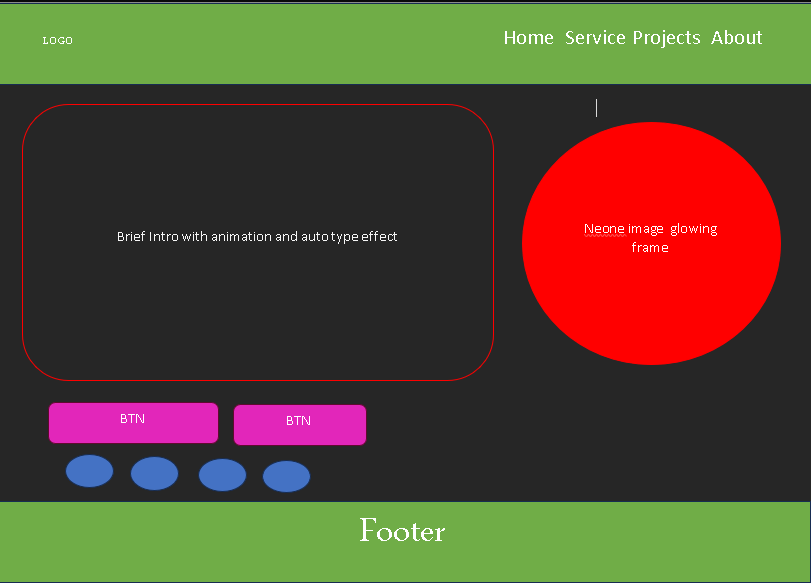 LOGO
Home Service Projects About
Brief Intro with animation and auto type effect
Neone image glowing
frame
BTN
BTN
Footer